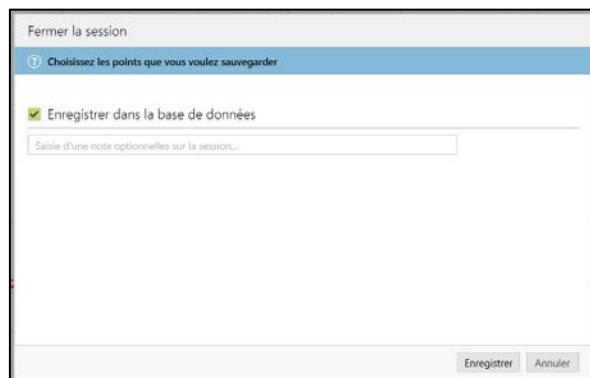 Fermer la session
? Choisissez les points que vous voulez sauvegarder
Enregistrer dans la base de données
Saisie d'une note optionnelles sur la session...
Enregistrer Annuler